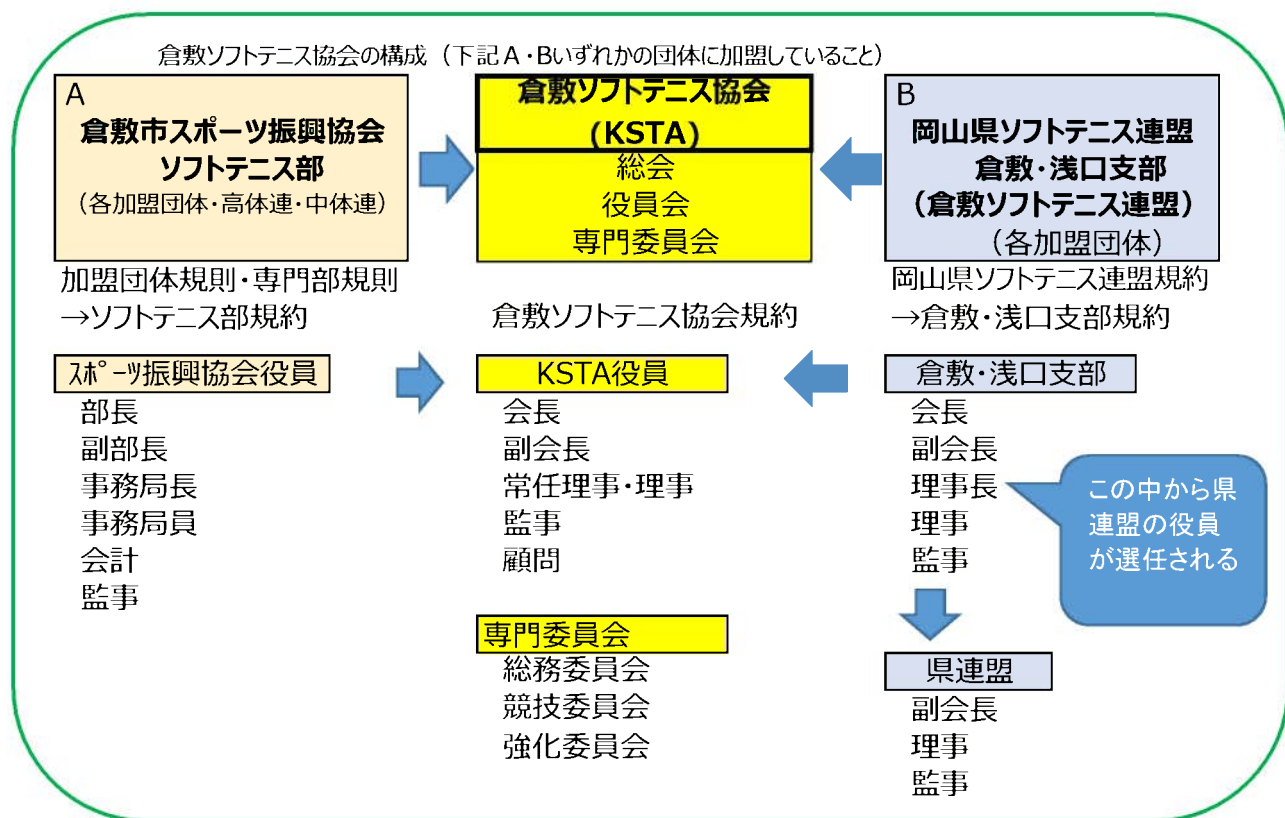 倉敷ソフトテニス協会の構成（下記A・Bいずれかの団体に加盟していること）
A
倉敷市スポーツ振興協会
ソフトテニス部
（各加盟団体・高体連・中体連）
加盟団体規則・専門部規則
→ソフトテニス部規約
倉敷ソフトテニス協会
(KSTA)
総会
役員会
専門委員会
倉敷ソフトテニス協会規約
B
岡山県ソフトテニス連盟
倉敷・浅口支部
（倉敷ソフトテニス連盟）
（各加盟団体）
岡山県ソフトテニス連盟規約
→倉敷・浅口支部規約
ｽﾎﾟｰﾂ振興協会役員
部長
副部長
事務局長
事務局員
会計
監事
KSTA役員
会長
副会長
常任理事・理事
監事
顧問
専門委員会
総務委員会
競技委員会
強化委員会
倉敷・浅口支部
会長
副会長
理事長
理事
監事
この中から県
連盟の役員
が選任される
県連盟
副会長
理事
監事